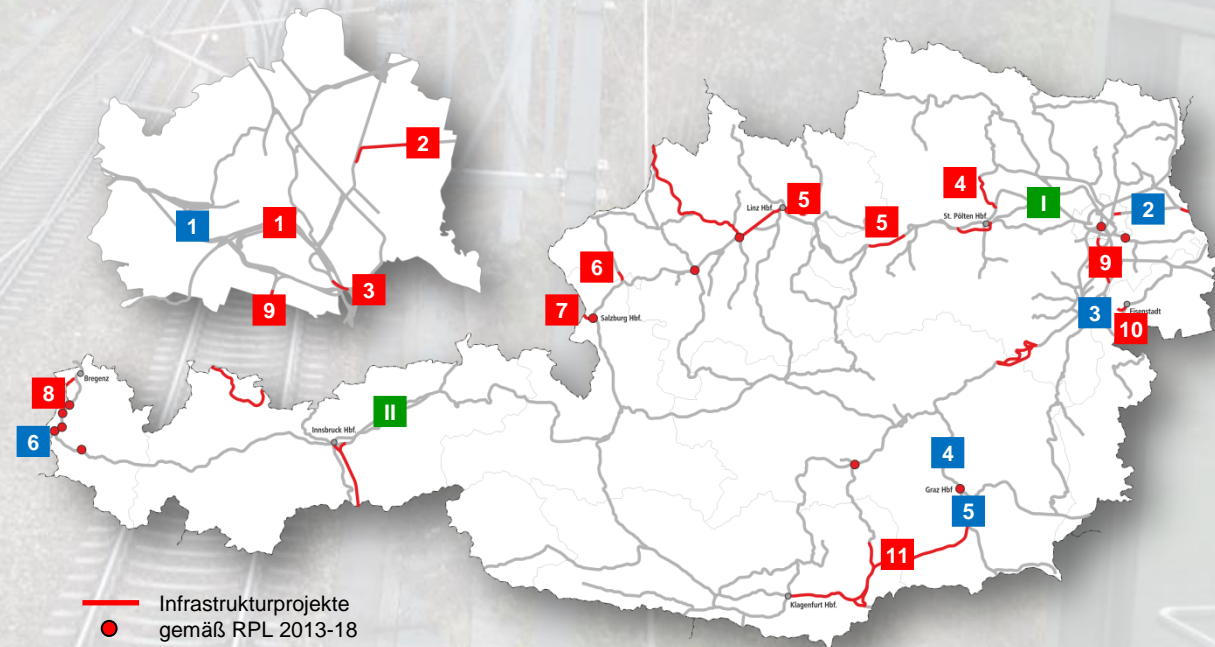 2
1
1
3
9
4
I
5
Linz Hbf.
5
St. Pölten Hbf.
2
6
9
7
Salzburg Hbf.
3
Eisenstadt
10
Bregenz
8
II
6
Innsbruck Hbf.
4
Graz Hbf
5
11
Klagenfurt Hbf.
Infrastrukturprojekte
gemäß RPL 2013-18